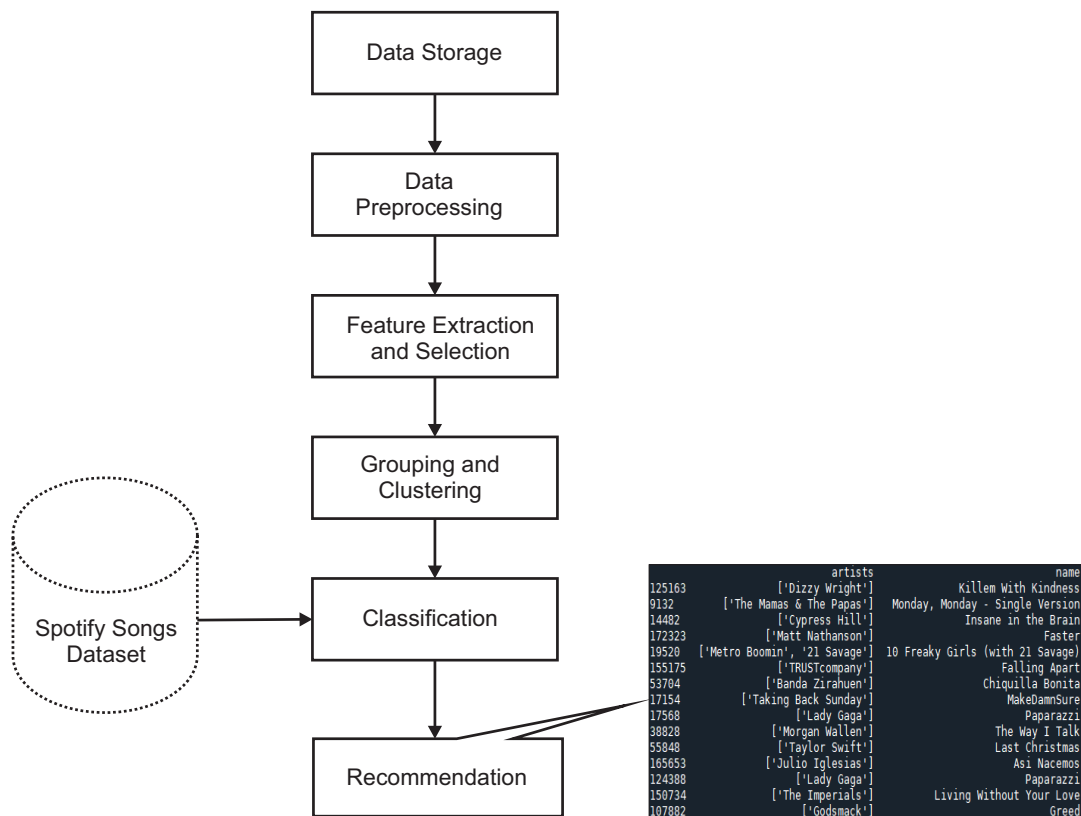 Data Storage
Data
Preprocessing
Feature Extraction
and Selection
Grouping and
Clustering
Spotify Songs
Dataset
Classification
Recommendation
artists name
125163 ['Dizzy Wright'] Killem With Kindness
9132 ['The Mamas & The Papas'] Monday, Monday - Single Version
14482 ['Cypress Hill'] Insane in the Brain
172323 ['Matt Nathanson'] Faster
19520 ['Metro Boomin', '21 Savage'] 10 Freaky Girls (with 21 Savage)
155175 ['TRUSTcompany'] Falling Apart
53704 ['Banda Zirahuen'] Chiquilla Bonita
17154 ['Taking Back Sunday'] MakeDamnSure
17568 ['Lady Gaga'] Paparazzi
38828 ['Morgan Wallen'] The Way I Talk
55848 ['Taylor Swift'] Last Christmas
165653 ['Julio Iglesias'] Asi Nacemos
124388 ['Lady Gaga'] Paparazzi
150734 ['The Imperials'] Living Without Your Love
107882 ['Godsmack'] Greed